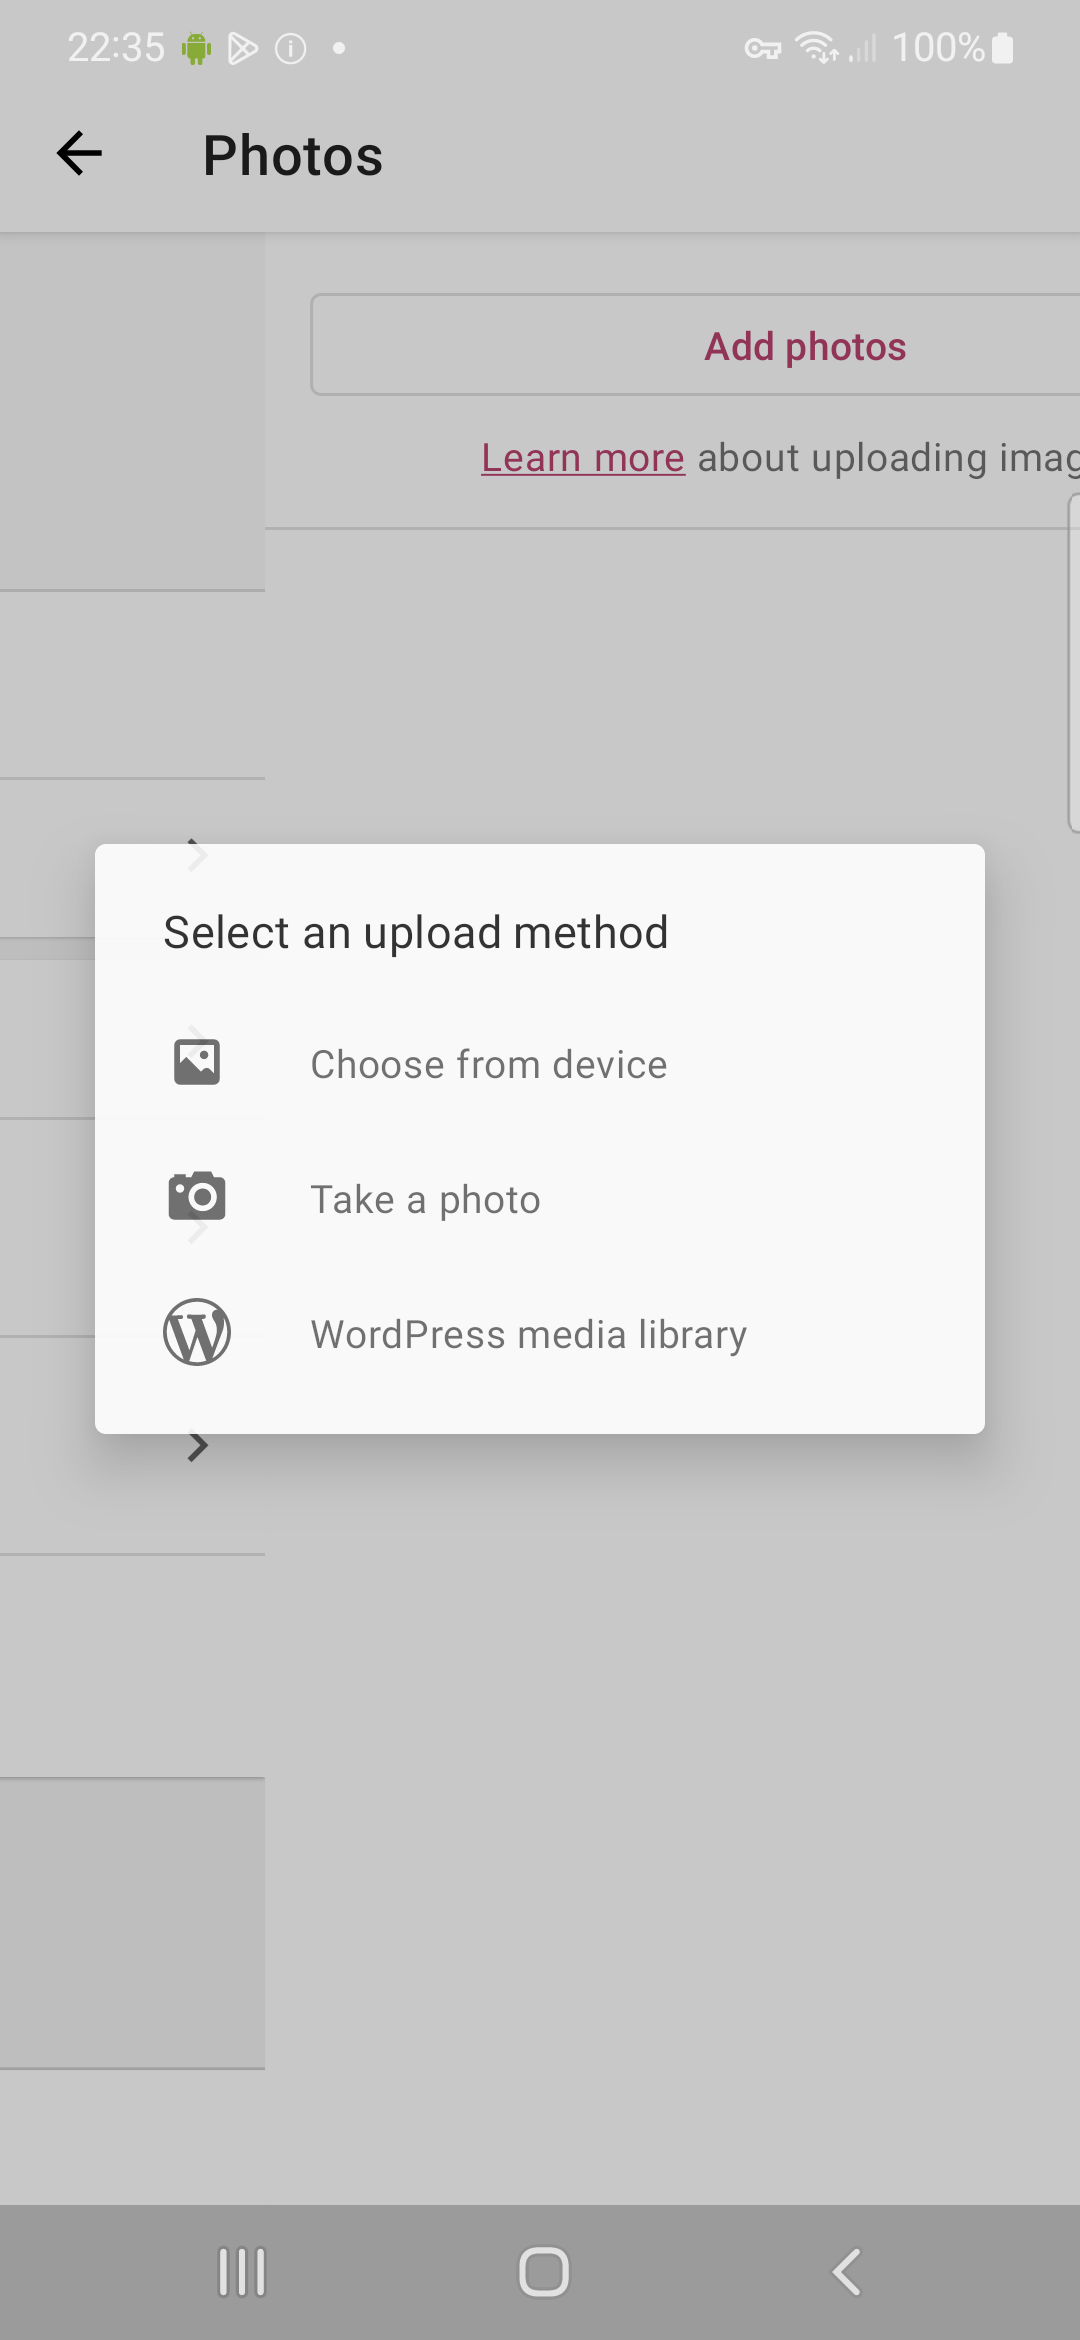 22:35
100%
Photos
Add photos
Learn more about uploading imag
Select an upload method
Choose from device
Take a photo
WordPress media library